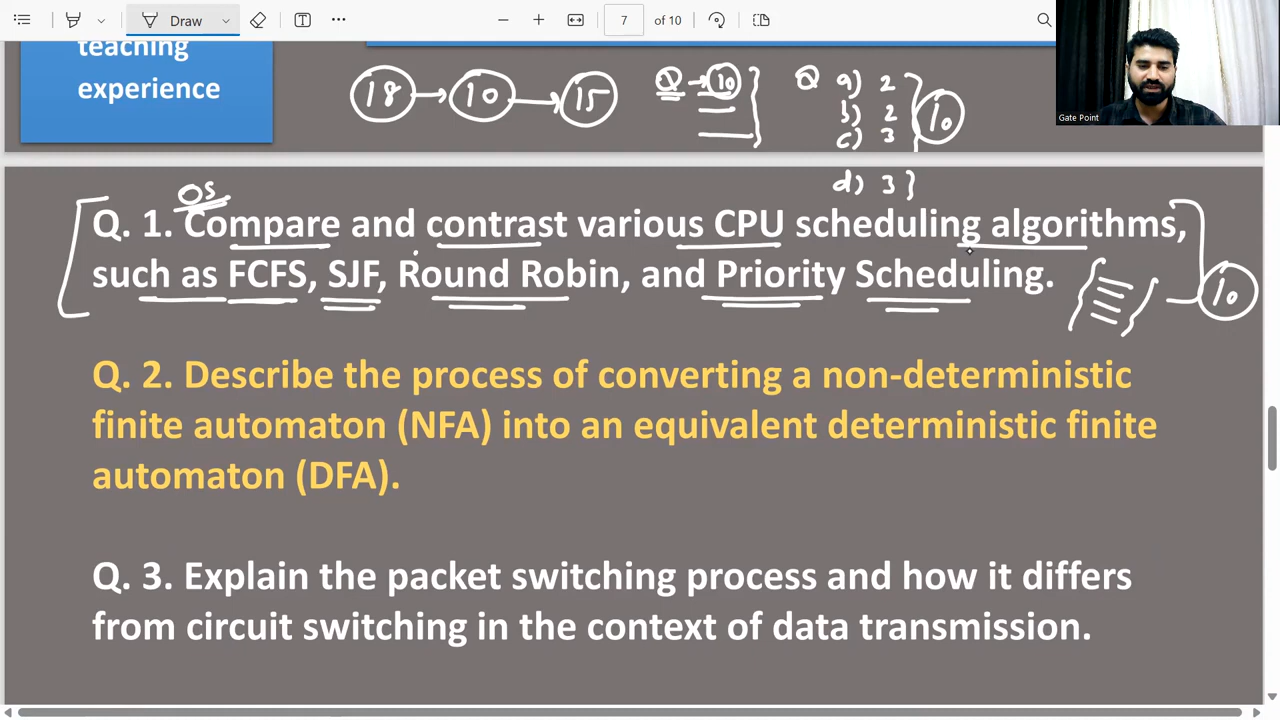 Draw
7
of 10
Gate Point
teaching
experience
18 → 10 → 15
Q → 10
Q a) 2
b) 2
c) 3
10
d) 3
OS
Q. 1. Compare and contrast various CPU scheduling algorithms,
such as FCFS, SJF, Round Robin, and Priority Scheduling.
10
Q. 2. Describe the process of converting a non-deterministic
finite automaton (NFA) into an equivalent deterministic finite
automaton (DFA).
Q. 3. Explain the packet switching process and how it differs
from circuit switching in the context of data transmission.